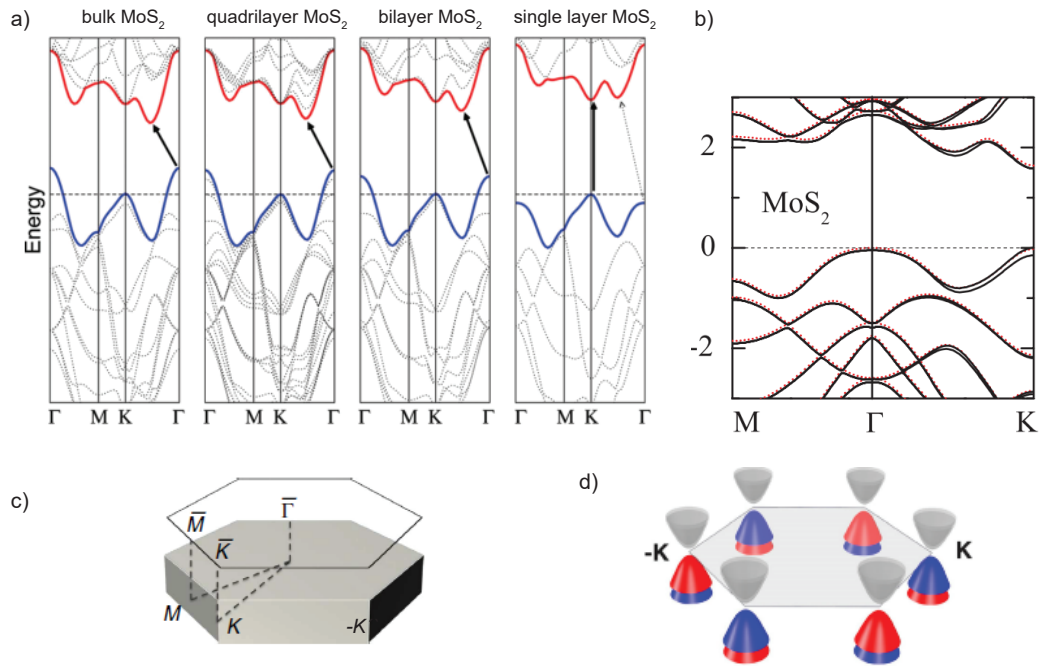 a)
bulk MoS₂
quadrilayer MoS₂
bilayer MoS₂
single layer MoS₂
Energy
Γ M K Γ
Γ M K Γ
Γ M K Γ
Γ M K Γ
b)
2
MoS₂
0
-2
M Γ K
c)
M̅
K̅
Γ̅
M
K
-K
d)
-K
K